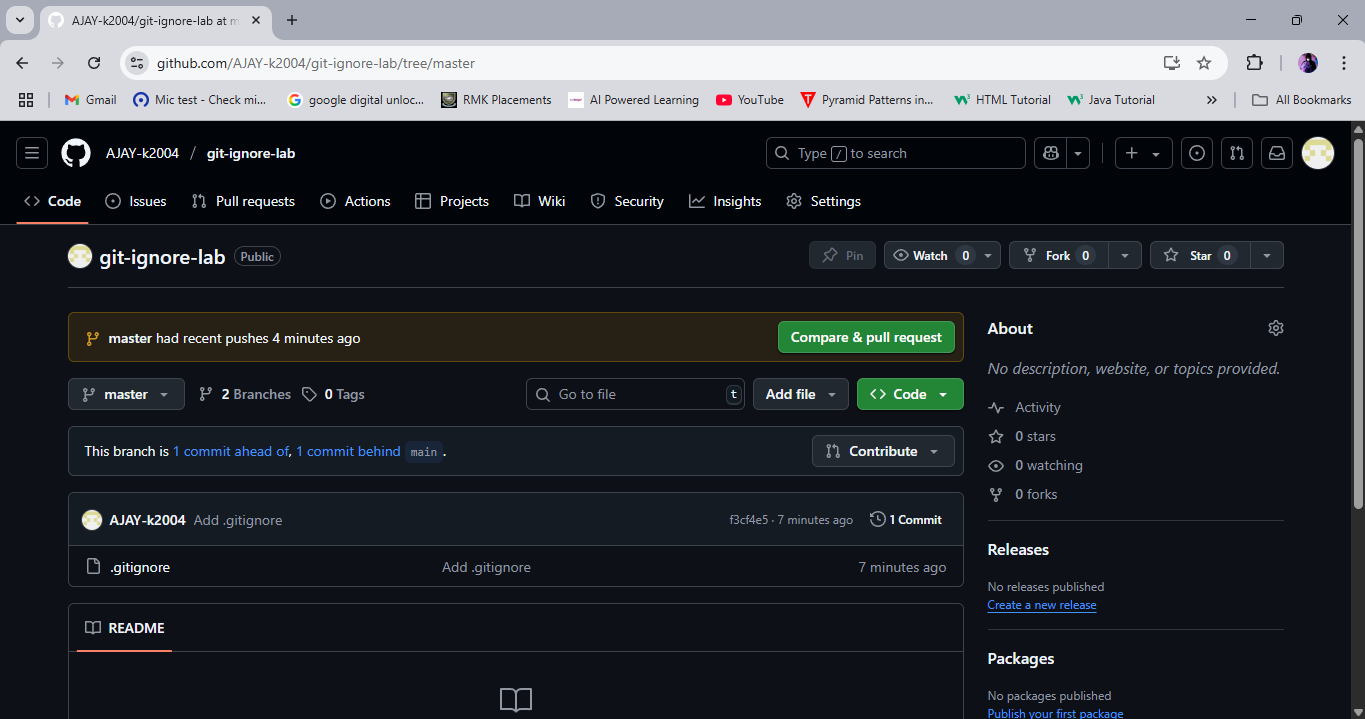 AJAY-k2004/git-ignore-lab at m
github.com/AJAY-k2004/git-ignore-lab/tree/master
Gmail
Mic test - Check mi...
google digital unloc...
RMK Placements
AI Powered Learning
YouTube
Pyramid Patterns in...
HTML Tutorial
Java Tutorial
All Bookmarks
AJAY-k2004 / git-ignore-lab
Type / to search
Code
Issues
Pull requests
Actions
Projects
Wiki
Security
Insights
Settings
git-ignore-lab Public
Pin
Watch 0
Fork 0
Star 0
master had recent pushes 4 minutes ago
Compare & pull request
master
2 Branches
0 Tags
Go to file t
Add file
Code
This branch is 1 commit ahead of, 1 commit behind main.
Contribute
AJAY-k2004 Add .gitignore
f3cf4e5 · 7 minutes ago
1 Commit
.gitignore
Add .gitignore
7 minutes ago
README
About
No description, website, or topics provided.
Activity
0 stars
0 watching
0 forks
Releases
No releases published
Create a new release
Packages
No packages published
Publish your first package